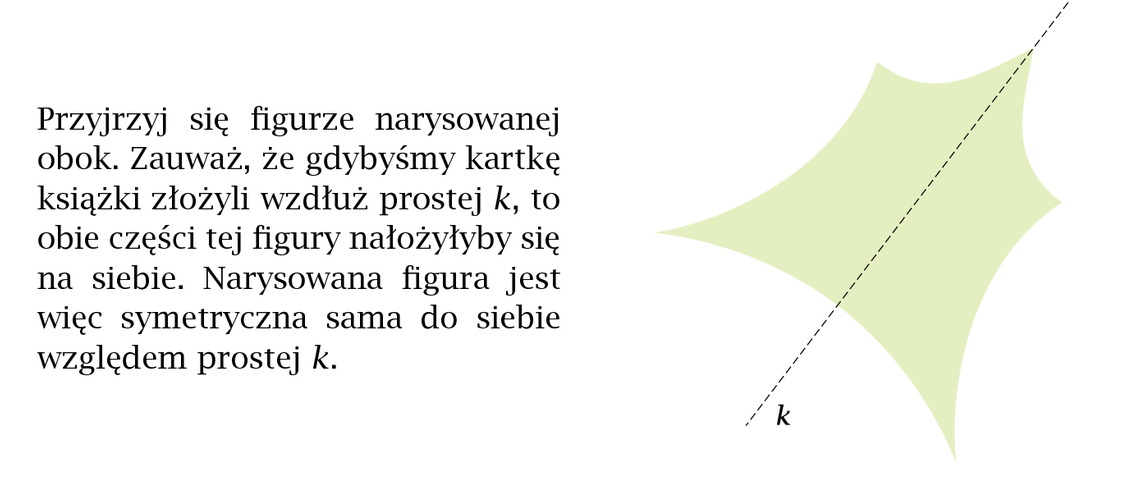 Przyjrzyj się figurze narysowanej
obok. Zauważ, że gdybyśmy kartkę
książki złożyli wzdłuż prostej k, to
obie części tej figury nałożyłyby się
na siebie. Narysowana figura jest
więc symetryczna sama do siebie
względem prostej k.
k